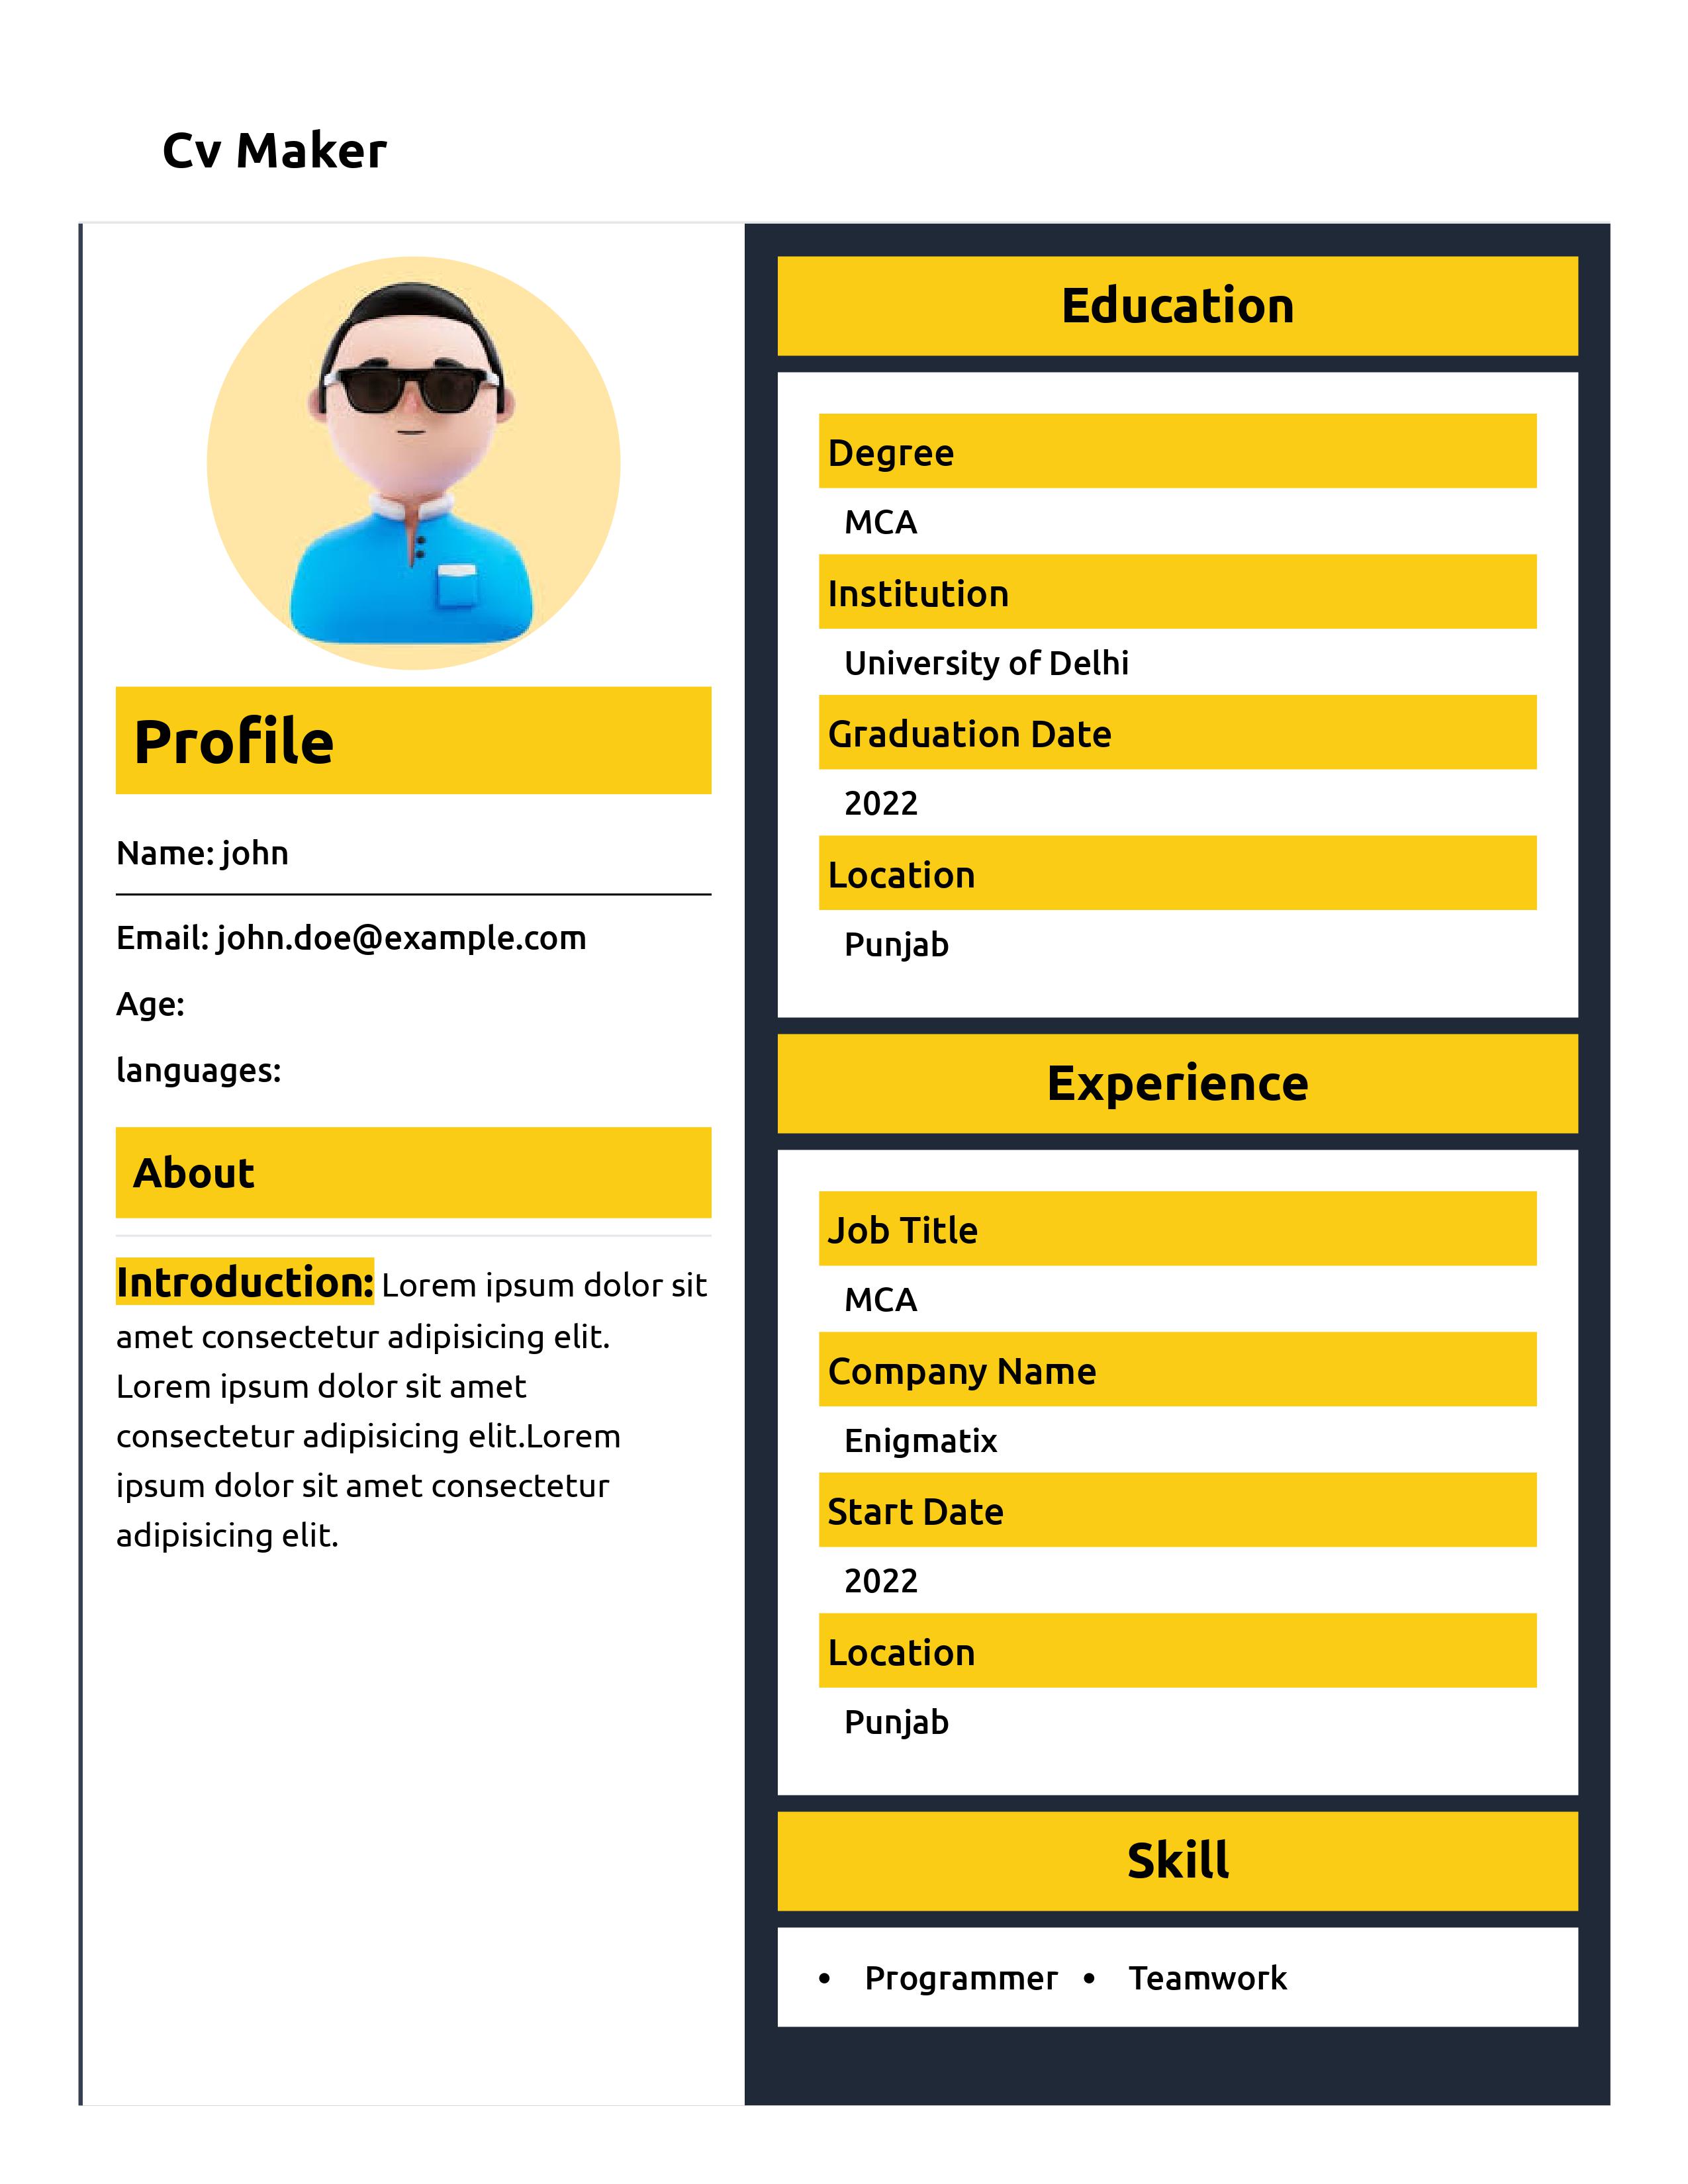 Cv Maker
Profile
Name: john
Email: john.doe@example.com
Age:
languages:
About
Introduction: Lorem ipsum dolor sit
amet consectetur adipisicing elit.
Lorem ipsum dolor sit amet
consectetur adipisicing elit.Lorem
ipsum dolor sit amet consectetur
adipisicing elit.
Education
Degree
MCA
Institution
University of Delhi
Graduation Date
2022
Location
Punjab
Experience
Job Title
MCA
Company Name
Enigmatix
Start Date
2022
Location
Punjab
Skill
• Programmer • Teamwork